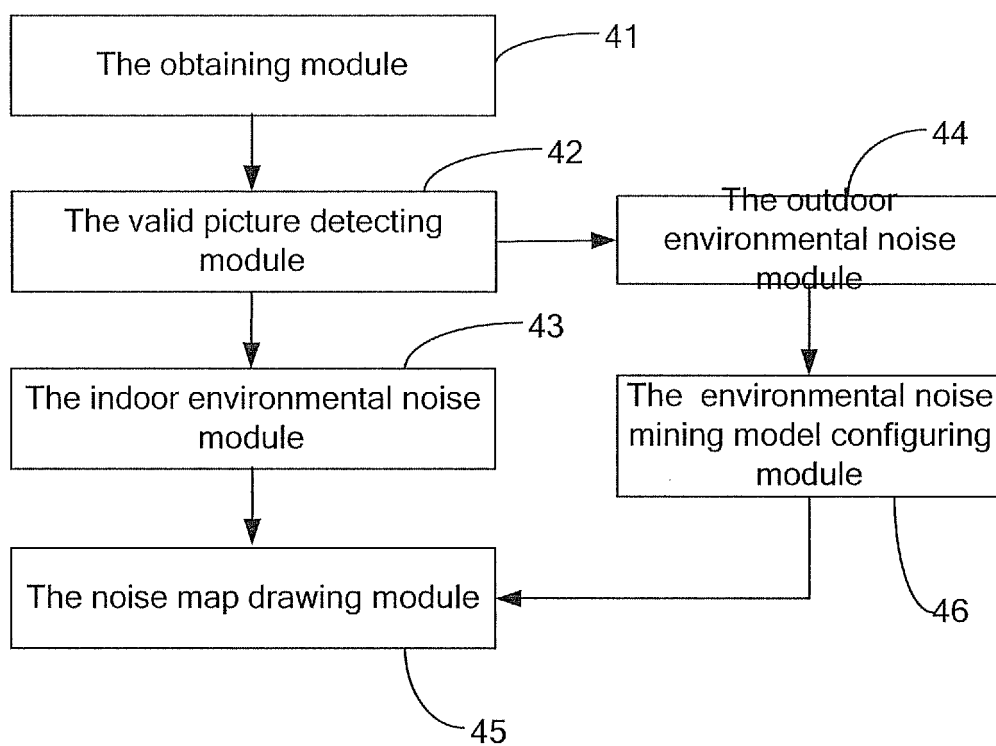 41
The obtaining module
42
44
The valid picture detecting
module
The outdoor
environmental noise
module
43
The indoor environmental noise
module
The environmental noise
mining model configuring
module
The noise map drawing module
46
45